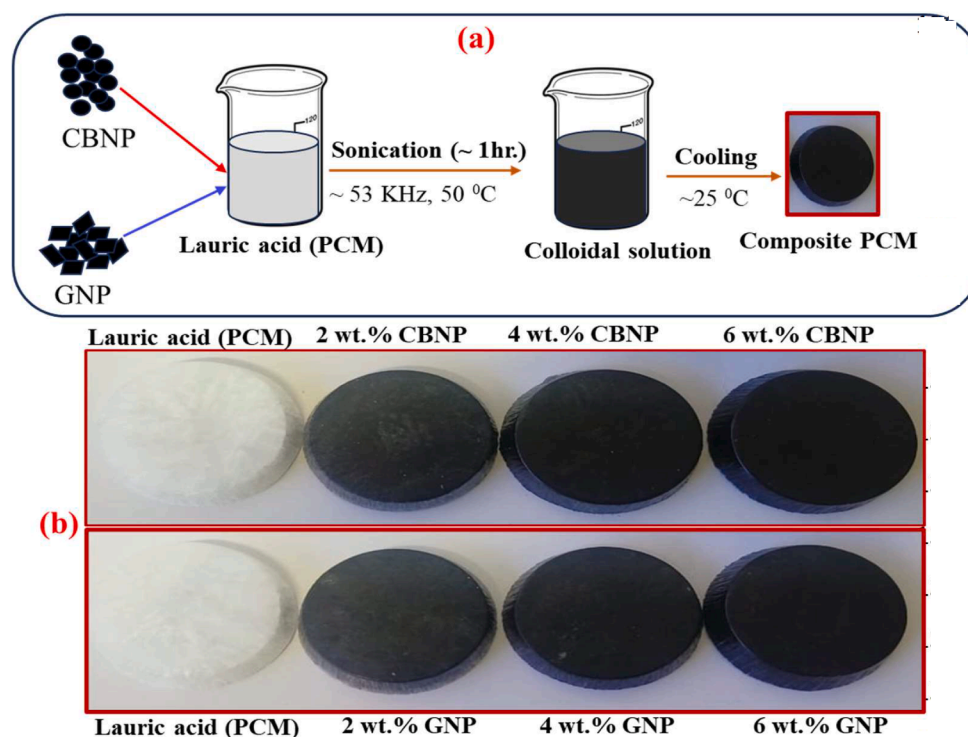 (a)
CBNP
GNP
120
Lauric acid (PCM)
Sonication (~ 1hr.)
~ 53 KHz, 50 ⁰C
120
Colloidal solution
Cooling
~25 ⁰C
Composite PCM
Lauric acid (PCM) 2 wt.% CBNP 4 wt.% CBNP 6 wt.% CBNP
(b)
Lauric acid (PCM) 2 wt.% GNP 4 wt.% GNP 6 wt.% GNP